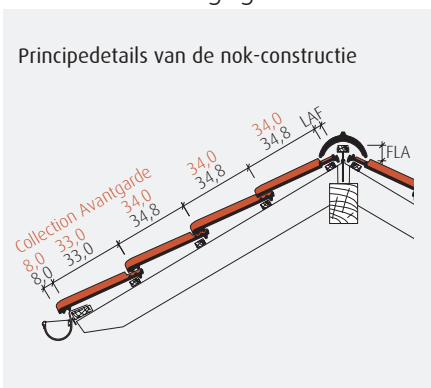 Principedetails van de nok-constructie
Collection Avantgarde
8,0 33,0 34,0 34,0 34,0
8,0 33,0 34,8 34,8 34,8 LAF
FLA